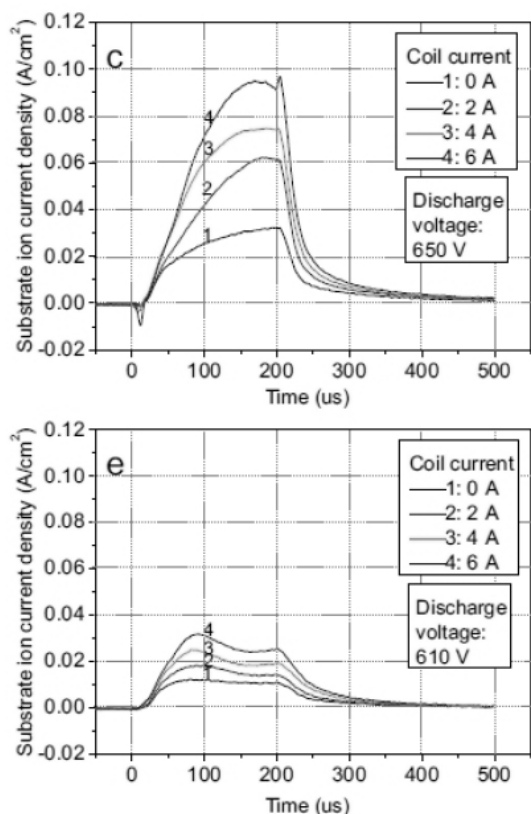 c
Substrate ion current density (A/cm²)
0.12
0.10
0.08
0.06
0.04
0.02
0.00
-0.02
4
3
2
1
Coil current
1: 0 A
2: 2 A
3: 4 A
4: 6 A
Discharge
voltage:
650 V
0 100 200 300 400 500
Time (us)
e
Substrate ion current density (A/cm²)
0.12
0.10
0.08
0.06
0.04
0.02
0.00
-0.02
4
3
2
1
Coil current
1: 0 A
2: 2 A
3: 4 A
4: 6 A
Discharge
voltage:
610 V
0 100 200 300 400 500
Time (us)